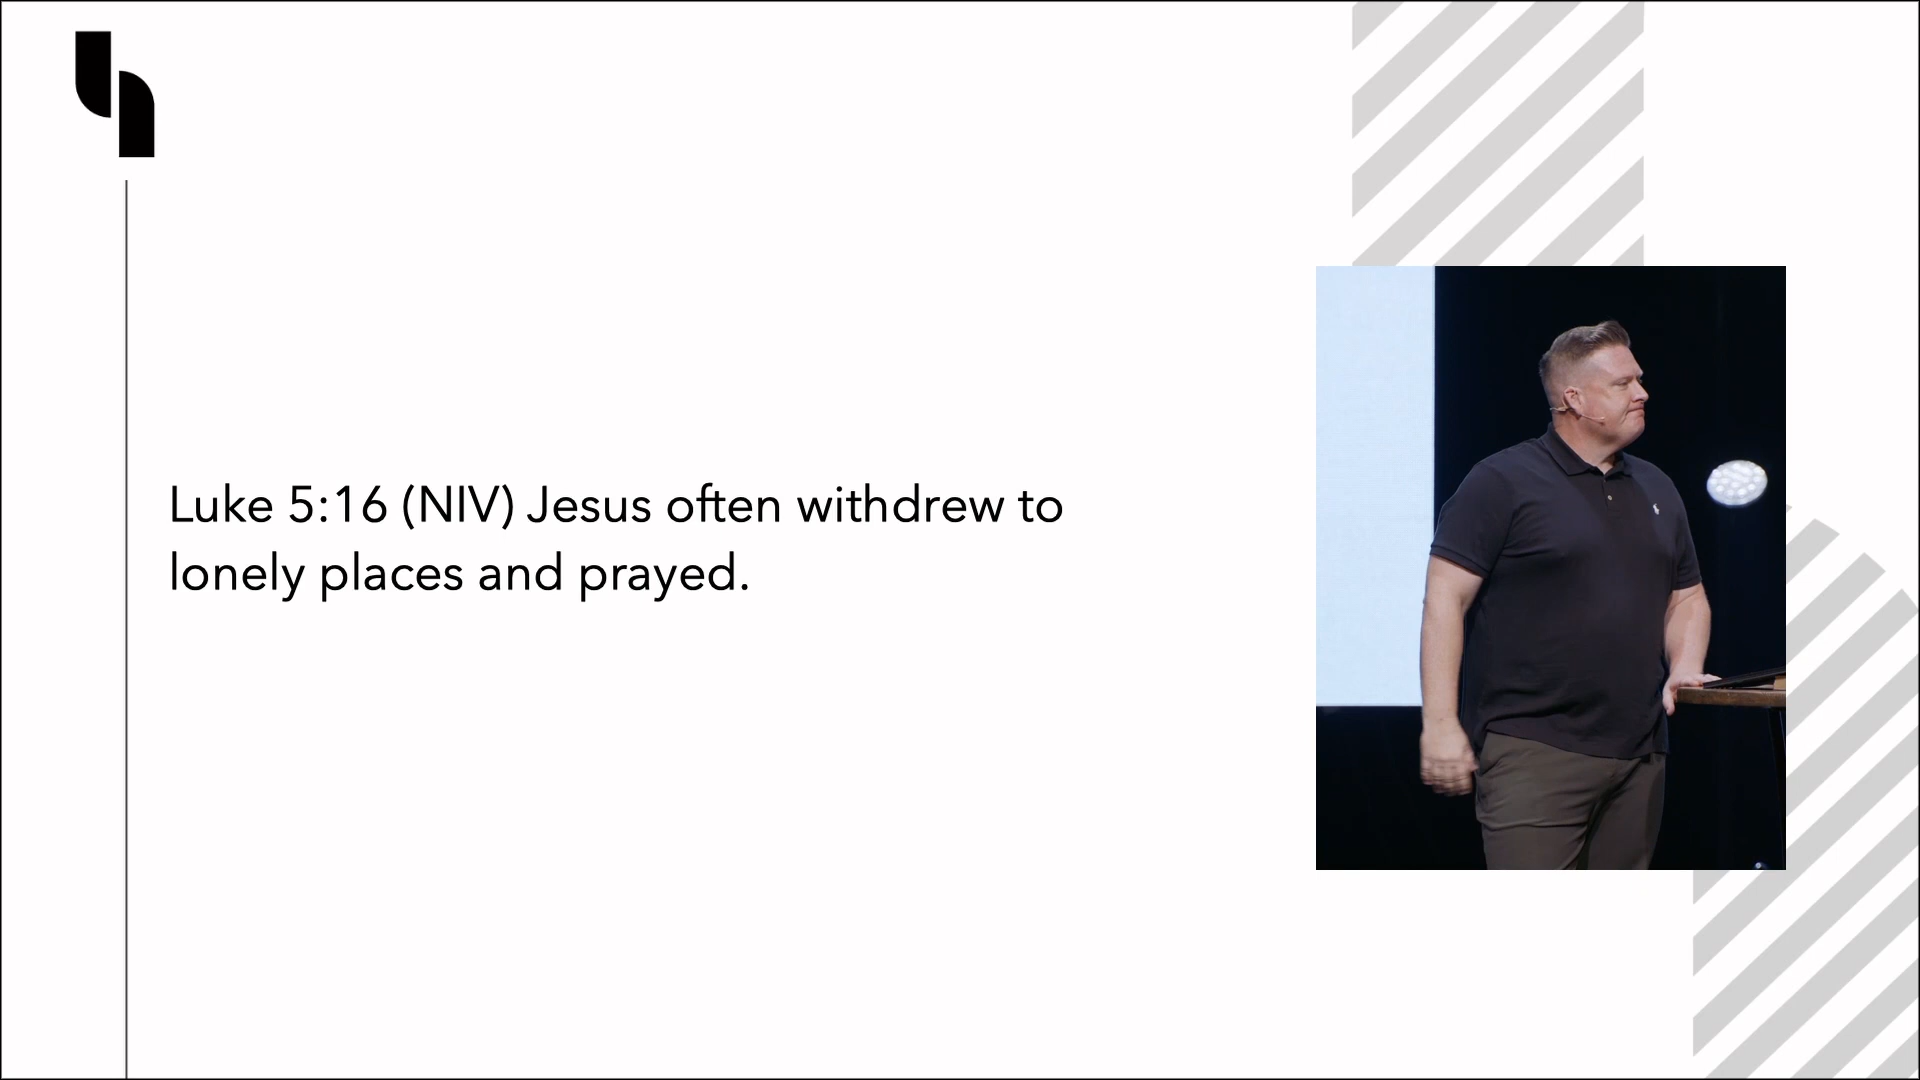 Luke 5:16 (NIV) Jesus often withdrew to
lonely places and prayed.